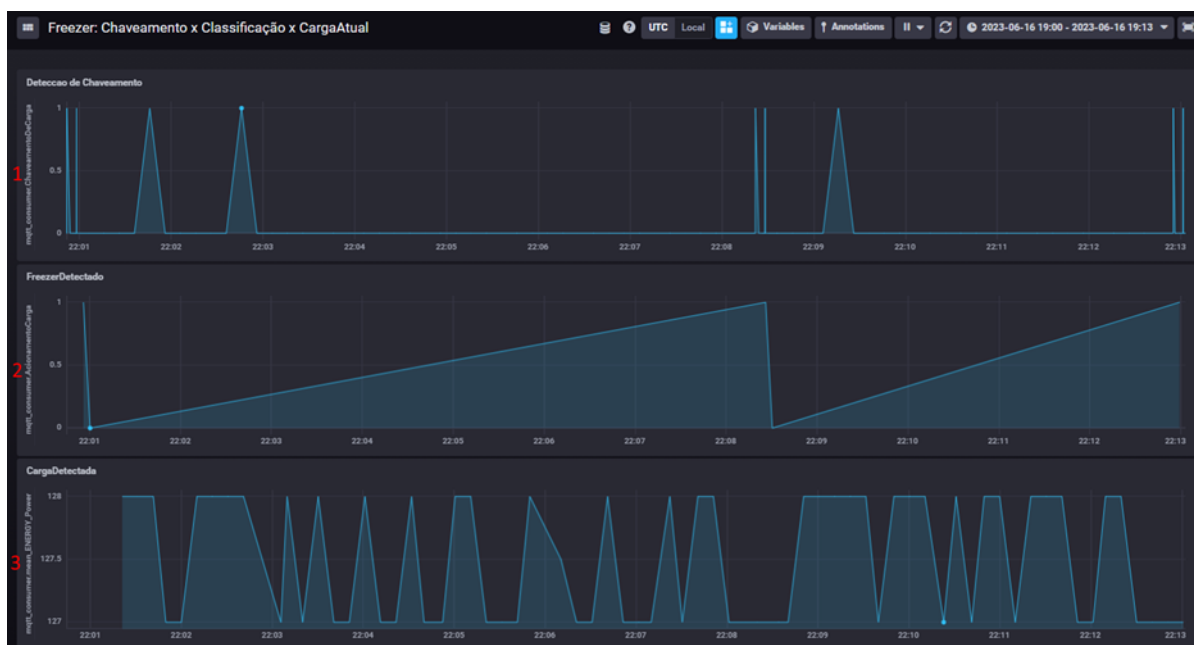 Freezer: Chaveamento x Classificação x CargaAtual
UTC Local Variables Annotations 2023-06-16 19:00 - 2023-06-16 19:13
Deteccao de Chaveamento
mqtt_consumer.ChaveamentoDeCarga
1
1
0.5
0
22:01 22:02 22:03 22:04 22:05 22:06 22:07 22:08 22:09 22:10 22:11 22:12 22:13
FreezerDetectado
mqtt_consumer.AcionamentoCarga
2
1
0.5
0
22:01 22:02 22:03 22:04 22:05 22:06 22:07 22:08 22:09 22:10 22:11 22:12 22:13
CargaDetectada
mqtt_consumer.mean_ENERGY_Power
3
128
127.5
127
22:01 22:02 22:03 22:04 22:05 22:06 22:07 22:08 22:09 22:10 22:11 22:12 22:13